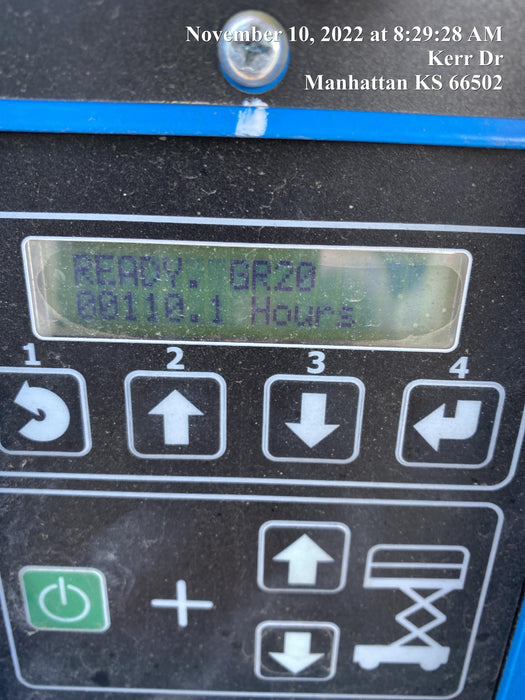 November 10, 2022 at 8:29:28 AM
Kerr Dr
Manhattan KS 66502
READY. GR20
00110.1 Hours
1 2 3 4